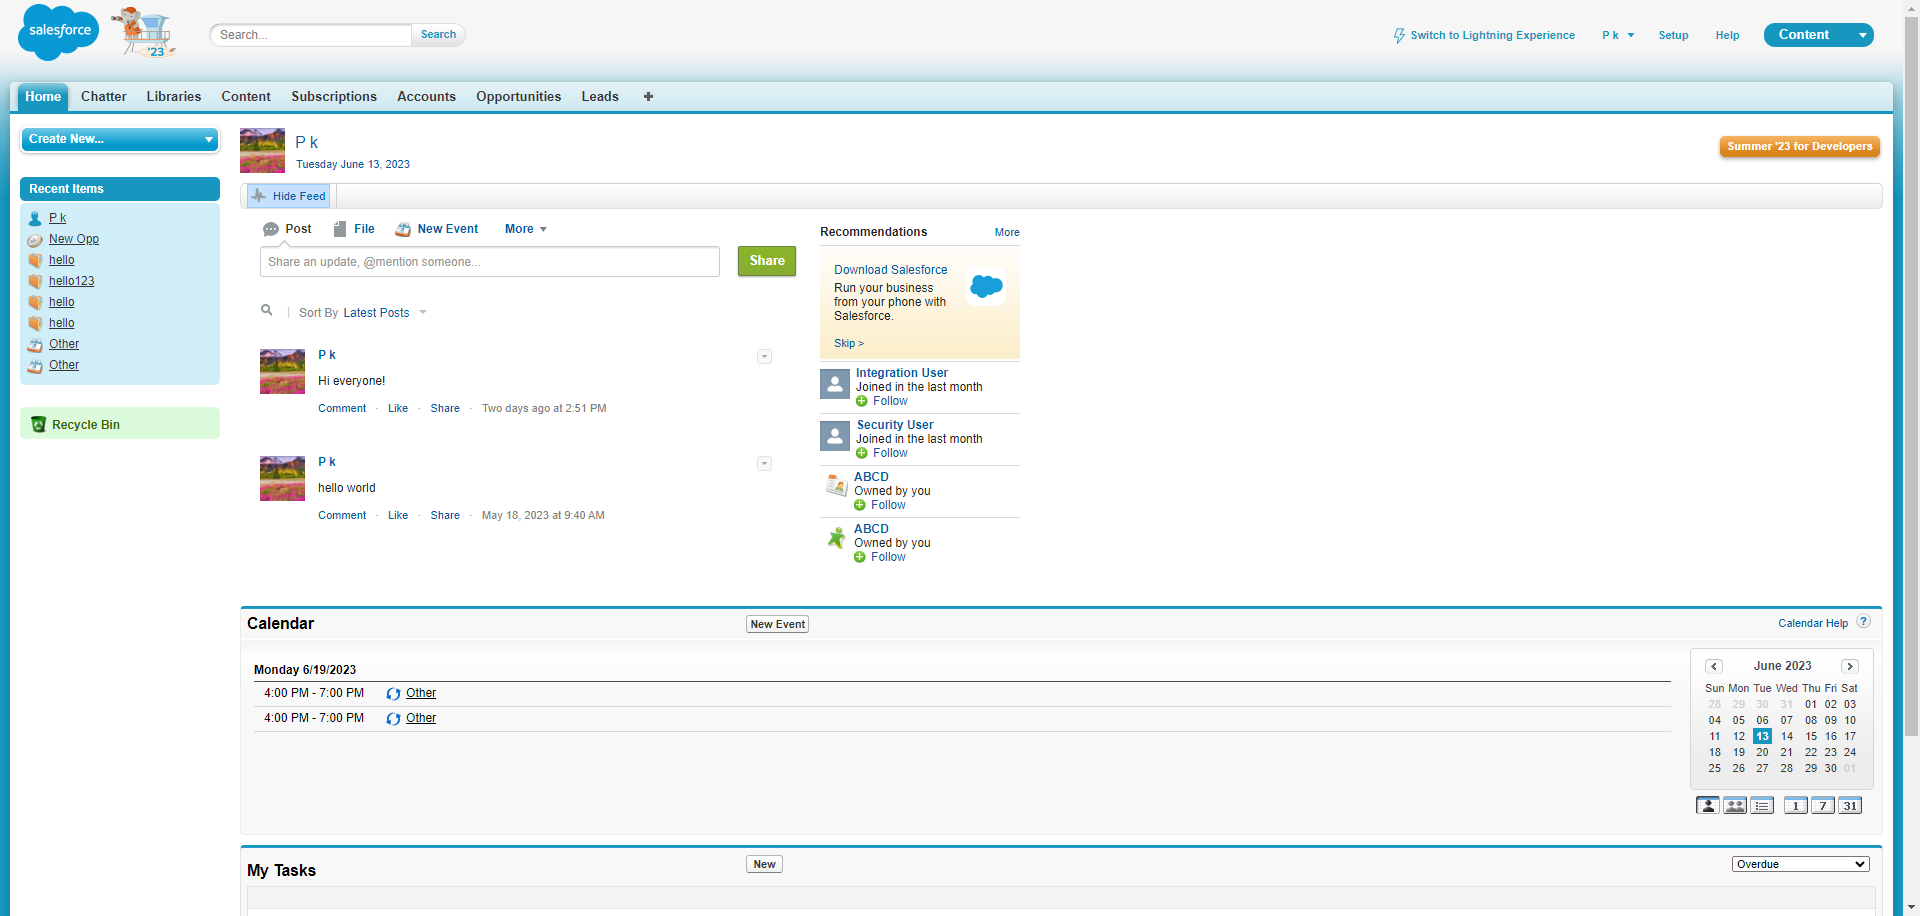 salesforce
'23
Search...
Search
Switch to Lightning Experience
P k
Setup
Help
Content
Home
Chatter
Libraries
Content
Subscriptions
Accounts
Opportunities
Leads
Create New...
Recent Items
P k
New Opp
hello
hello123
hello
hello
Other
Other
Recycle Bin
P k
Tuesday June 13, 2023
Summer '23 for Developers
Hide Feed
Post
File
New Event
More
Share an update, @mention someone...
Share
Sort By Latest Posts
P k
Hi everyone!
Comment · Like · Share · Two days ago at 2:51 PM
P k
hello world
Comment · Like · Share · May 18, 2023 at 9:40 AM
Recommendations
More
Download Salesforce
Run your business
from your phone with
Salesforce.
Skip >
Integration User
Joined in the last month
Follow
Security User
Joined in the last month
Follow
ABCD
Owned by you
Follow
ABCD
Owned by you
Follow
Calendar
New Event
Calendar Help ?
Monday 6/19/2023
4:00 PM - 7:00 PM Other
4:00 PM - 7:00 PM Other
June 2023
Sun Mon Tue Wed Thu Fri Sat
28 29 30 31 01 02 03
04 05 06 07 08 09 10
11 12 13 14 15 16 17
18 19 20 21 22 23 24
25 26 27 28 29 30 01
1 7 31
My Tasks
New
Overdue